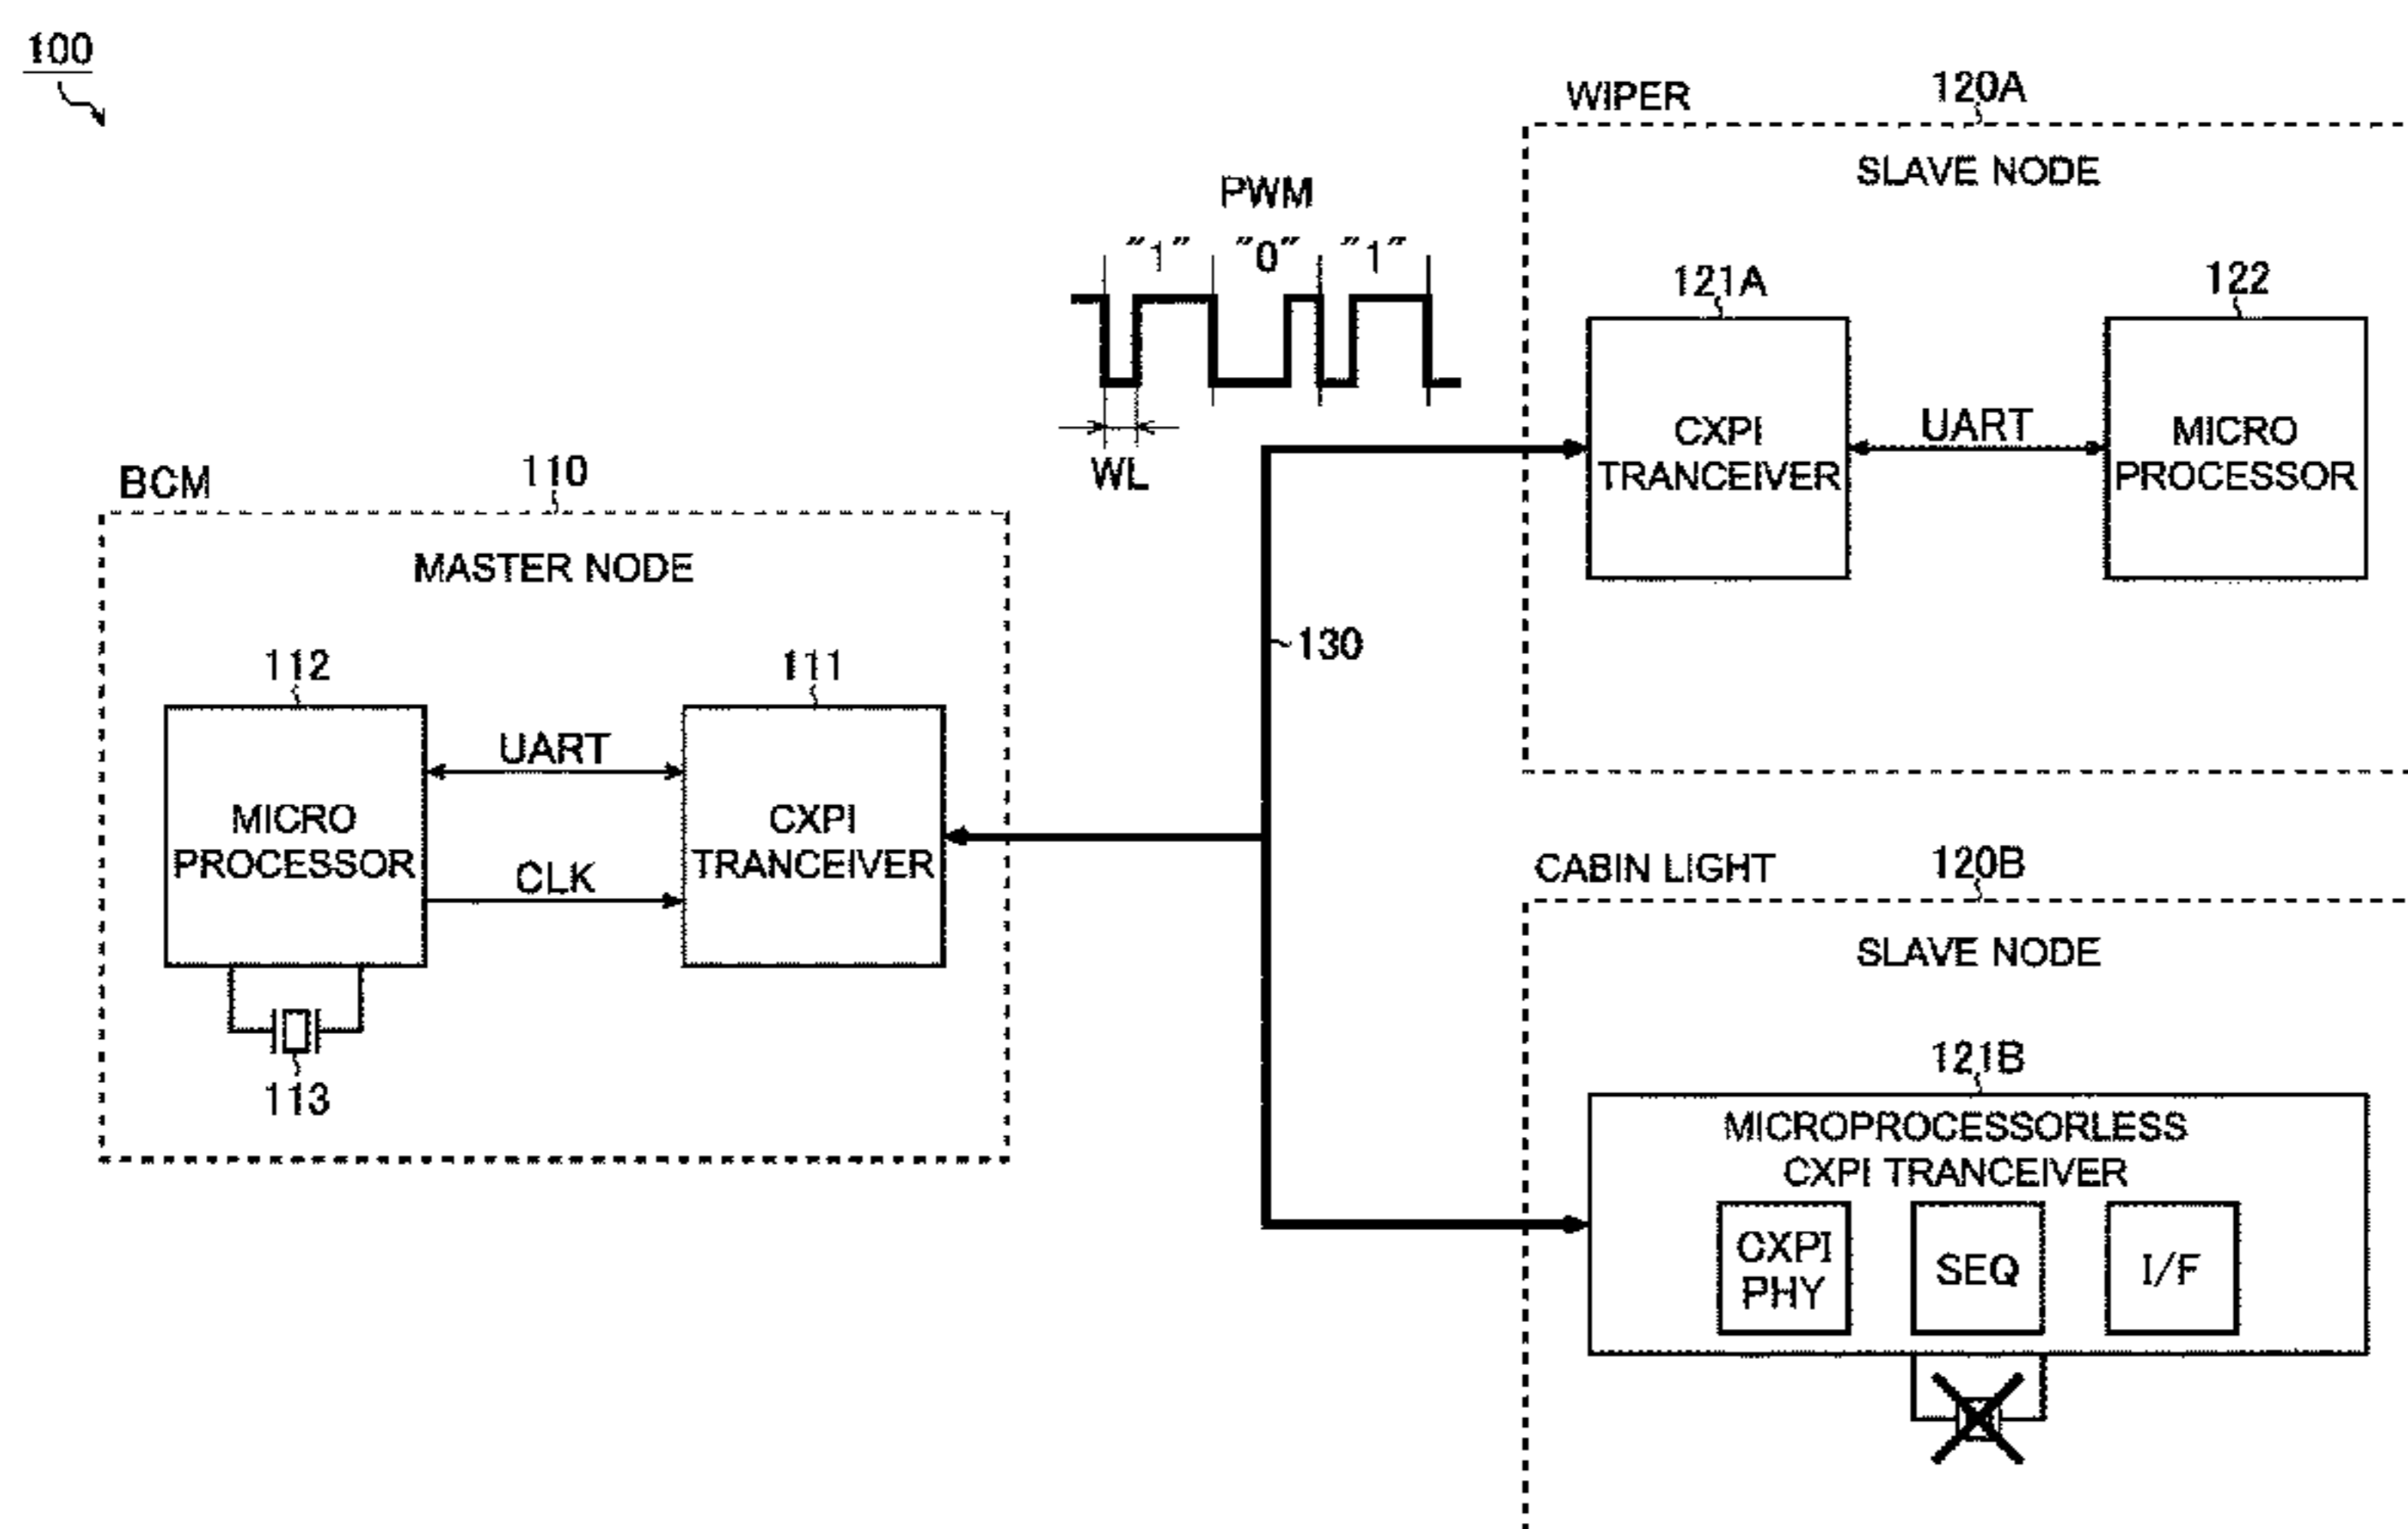 100
WIPER
120A
SLAVE NODE
PWM
"1" "0" "1"
WL
121A
122
CXPI
TRANCEIVER
UART
MICRO
PROCESSOR
BCM
110
MASTER NODE
130
112
111
MICRO
PROCESSOR
UART
CLK
CXPI
TRANCEIVER
113
CABIN LIGHT
120B
SLAVE NODE
121B
MICROPROCESSORLESS
CXPI TRANCEIVER
CXPI
PHY
SEQ
I/F